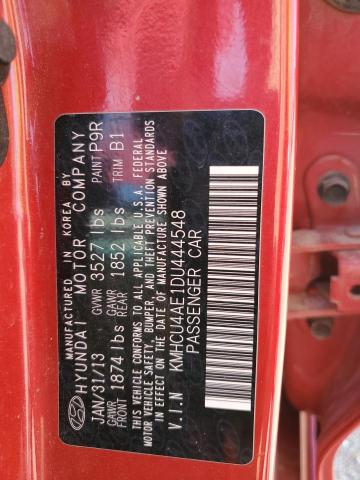 MANUFACTURED IN KOREA BY
HYUNDAI MOTOR COMPANY
JAN/31/13 GVWR 3527 lbs PAINT P9R
GAWR FRONT 1874 lbs GAWR REAR 1852 lbs TRIM B1
THIS VEHICLE CONFORMS TO ALL APPLICABLE U.S.A. FEDERAL
MOTOR VEHICLE SAFETY, BUMPER, AND THEFT PREVENTION STANDARDS
IN EFFECT ON THE DATE OF MANUFACTURE SHOWN ABOVE.
V.I.N KMHCU4AE1DU444548
PASSENGER CAR